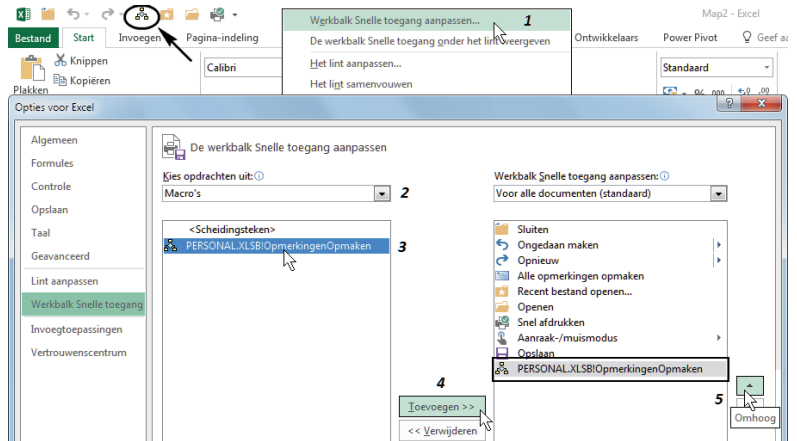 Map2 - Excel
Bestand Start Invoegen Pagina-indeling Ontwikkelaars Power Pivot Geef
Werkbalk Snelle toegang aanpassen... 1
De werkbalk Snelle toegang onder het lint weergeven
Het lint aanpassen...
Het lint samenvouwen
Knippen
Kopiëren
Plakken
Calibri
Standaard
% 000
Opties voor Excel
Algemeen
Formules
Controle
Opslaan
Taal
Geavanceerd
Lint aanpassen
Werkbalk Snelle toegang
Invoegtoepassingen
Vertrouwenscentrum
De werkbalk Snelle toegang aanpassen
Kies opdrachten uit:
Macro's 2
<Scheidingsteken>
PERSONAL.XLSB!OpmerkingenOpmaken 3
4
Toevoegen >>
<< Verwijderen
Werkbalk Snelle toegang aanpassen:
Voor alle documenten (standaard)
Sluiten
Ongedaan maken
Opnieuw
Alle opmerkingen opmaken
Recent bestand openen...
Openen
Snel afdrukken
Aanraak-/muismodus
Opslaan
PERSONAL.XLSB!OpmerkingenOpmaken
5
Omhoog